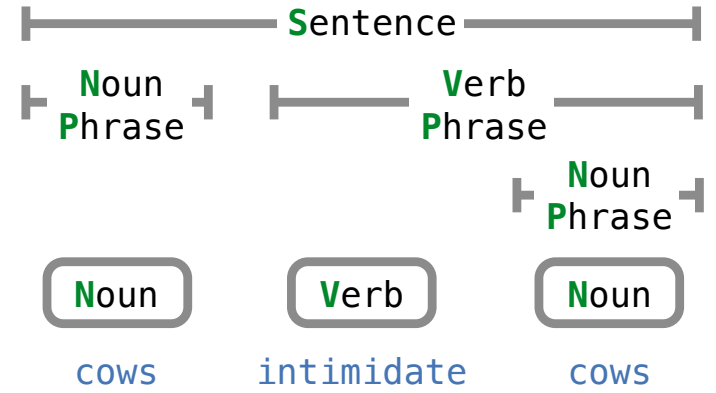 Sentence
Noun Phrase
Verb Phrase
Noun Phrase
Noun Verb Noun
cows intimidate cows